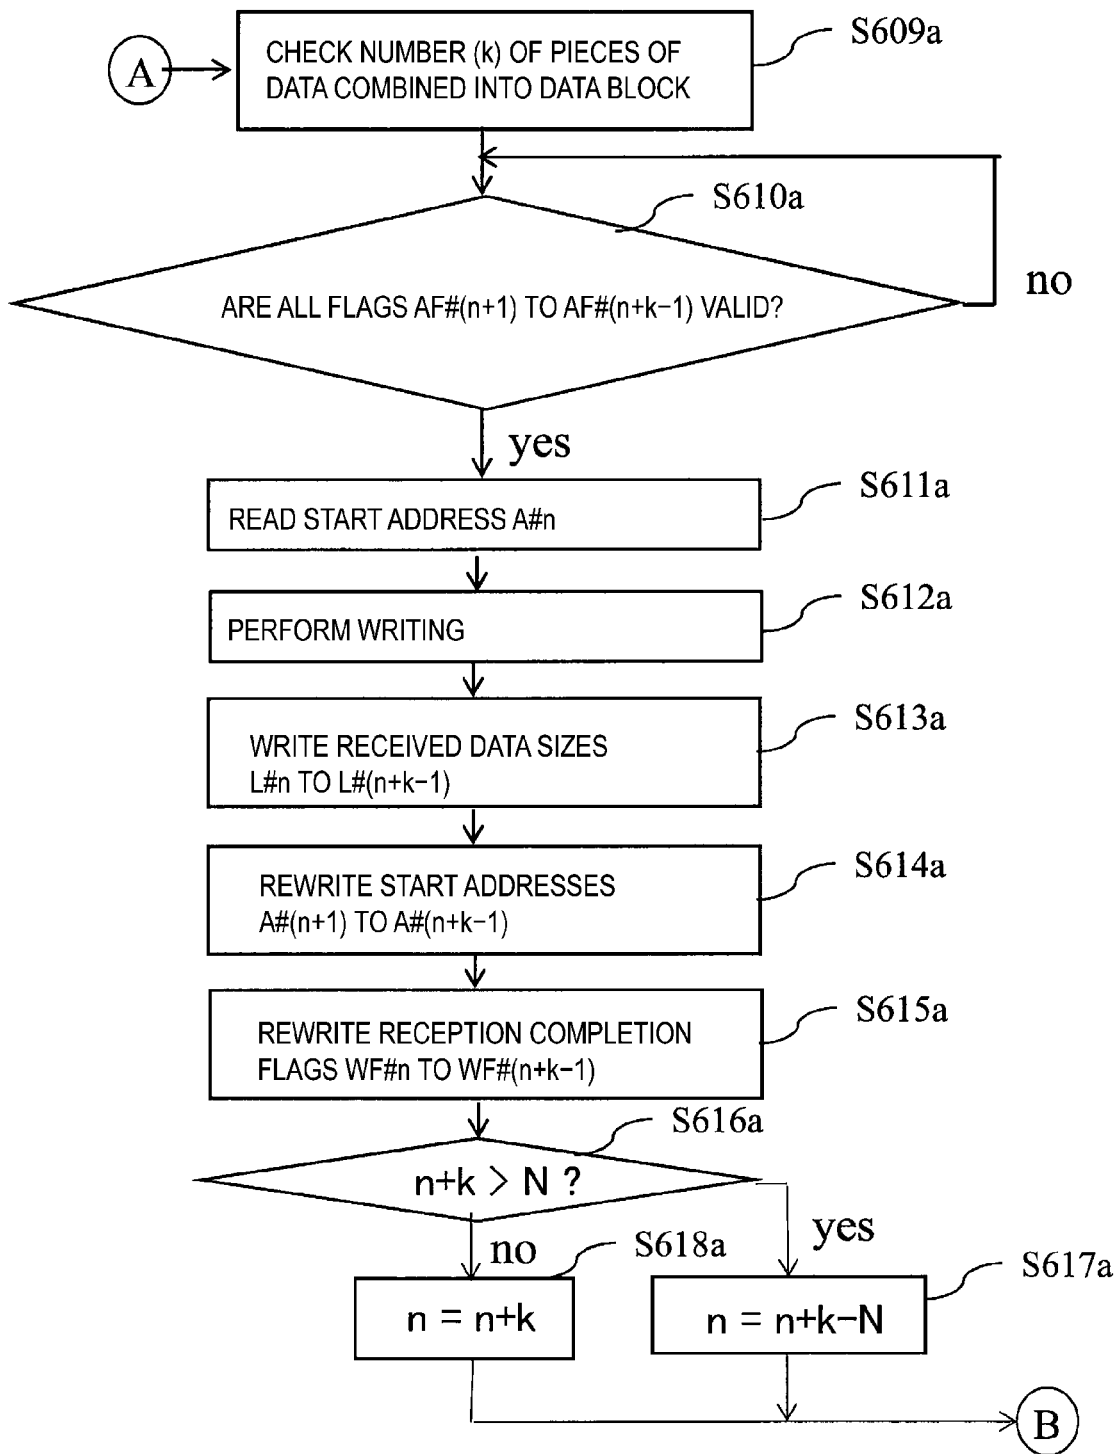 S609a
A
CHECK NUMBER (k) OF PIECES OF
DATA COMBINED INTO DATA BLOCK
S610a
no
ARE ALL FLAGS AF#(n+1) TO AF#(n+k−1) VALID?
yes
S611a
READ START ADDRESS A#n
S612a
PERFORM WRITING
S613a
WRITE RECEIVED DATA SIZES
L#n TO L#(n+k−1)
S614a
REWRITE START ADDRESSES
A#(n+1) TO A#(n+k−1)
S615a
REWRITE RECEPTION COMPLETION
FLAGS WF#n TO WF#(n+k−1)
S616a
n+k > N ?
no
yes
S618a
S617a
n = n+k
n = n+k−N
B